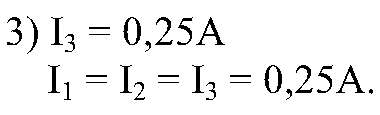 3) I₃ = 0,25A
I₁ = I₂ = I₃ = 0,25A.